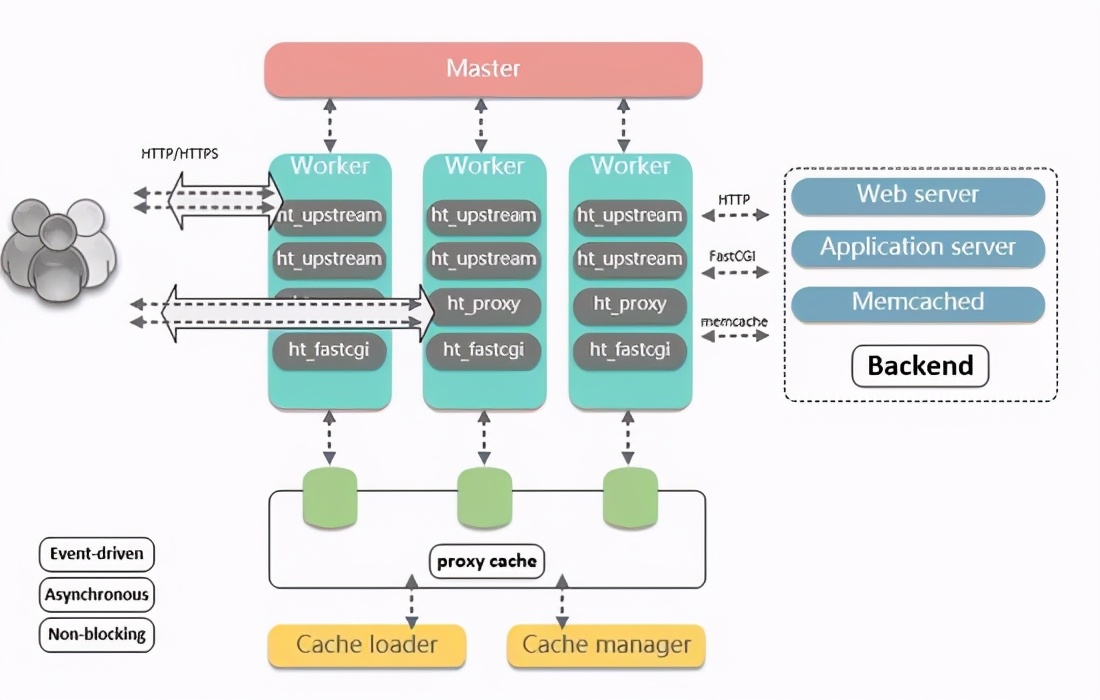 Master
HTTP/HTTPS
Worker
Worker
Worker
ht_upstream
ht_upstream
ht_upstream
ht_upstream
ht_upstream
ht_upstream
ht_proxy
ht_proxy
ht_fastcgi
ht_fastcgi
ht_fastcgi
HTTP
FastCGI
memcache
Web server
Application server
Memcached
Backend
proxy cache
Event-driven
Asynchronous
Non-blocking
Cache loader
Cache manager